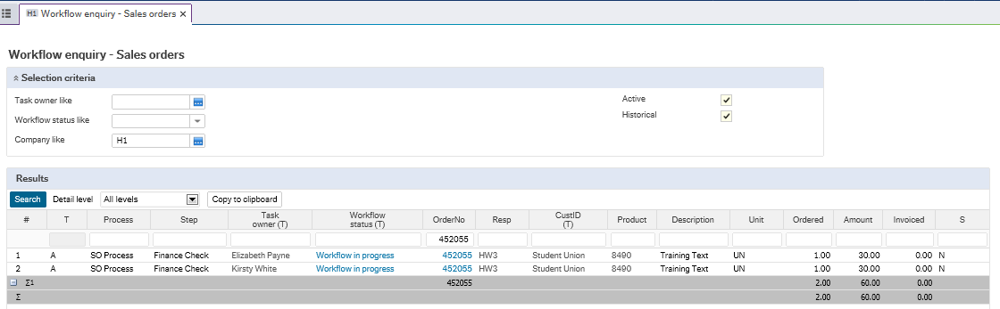 H1 Workflow enquiry - Sales orders ×
Workflow enquiry - Sales orders
Selection criteria
Task owner like Active
Workflow status like Historical
Company like H1
Results
Search Detail level All levels Copy to clipboard
# T Process Step Task owner (T) Workflow status (T) OrderNo Resp CustID (T) Product Description Unit Ordered Amount Invoiced S
452055
1 A SO Process Finance Check Elizabeth Payne Workflow in progress 452055 HW3 Student Union 8490 Training Text UN 1.00 30.00 0.00 N
2 A SO Process Finance Check Kirsty White Workflow in progress 452055 HW3 Student Union 8490 Training Text UN 1.00 30.00 0.00 N
Σ1 452055 2.00 60.00 0.00
Σ 2.00 60.00 0.00